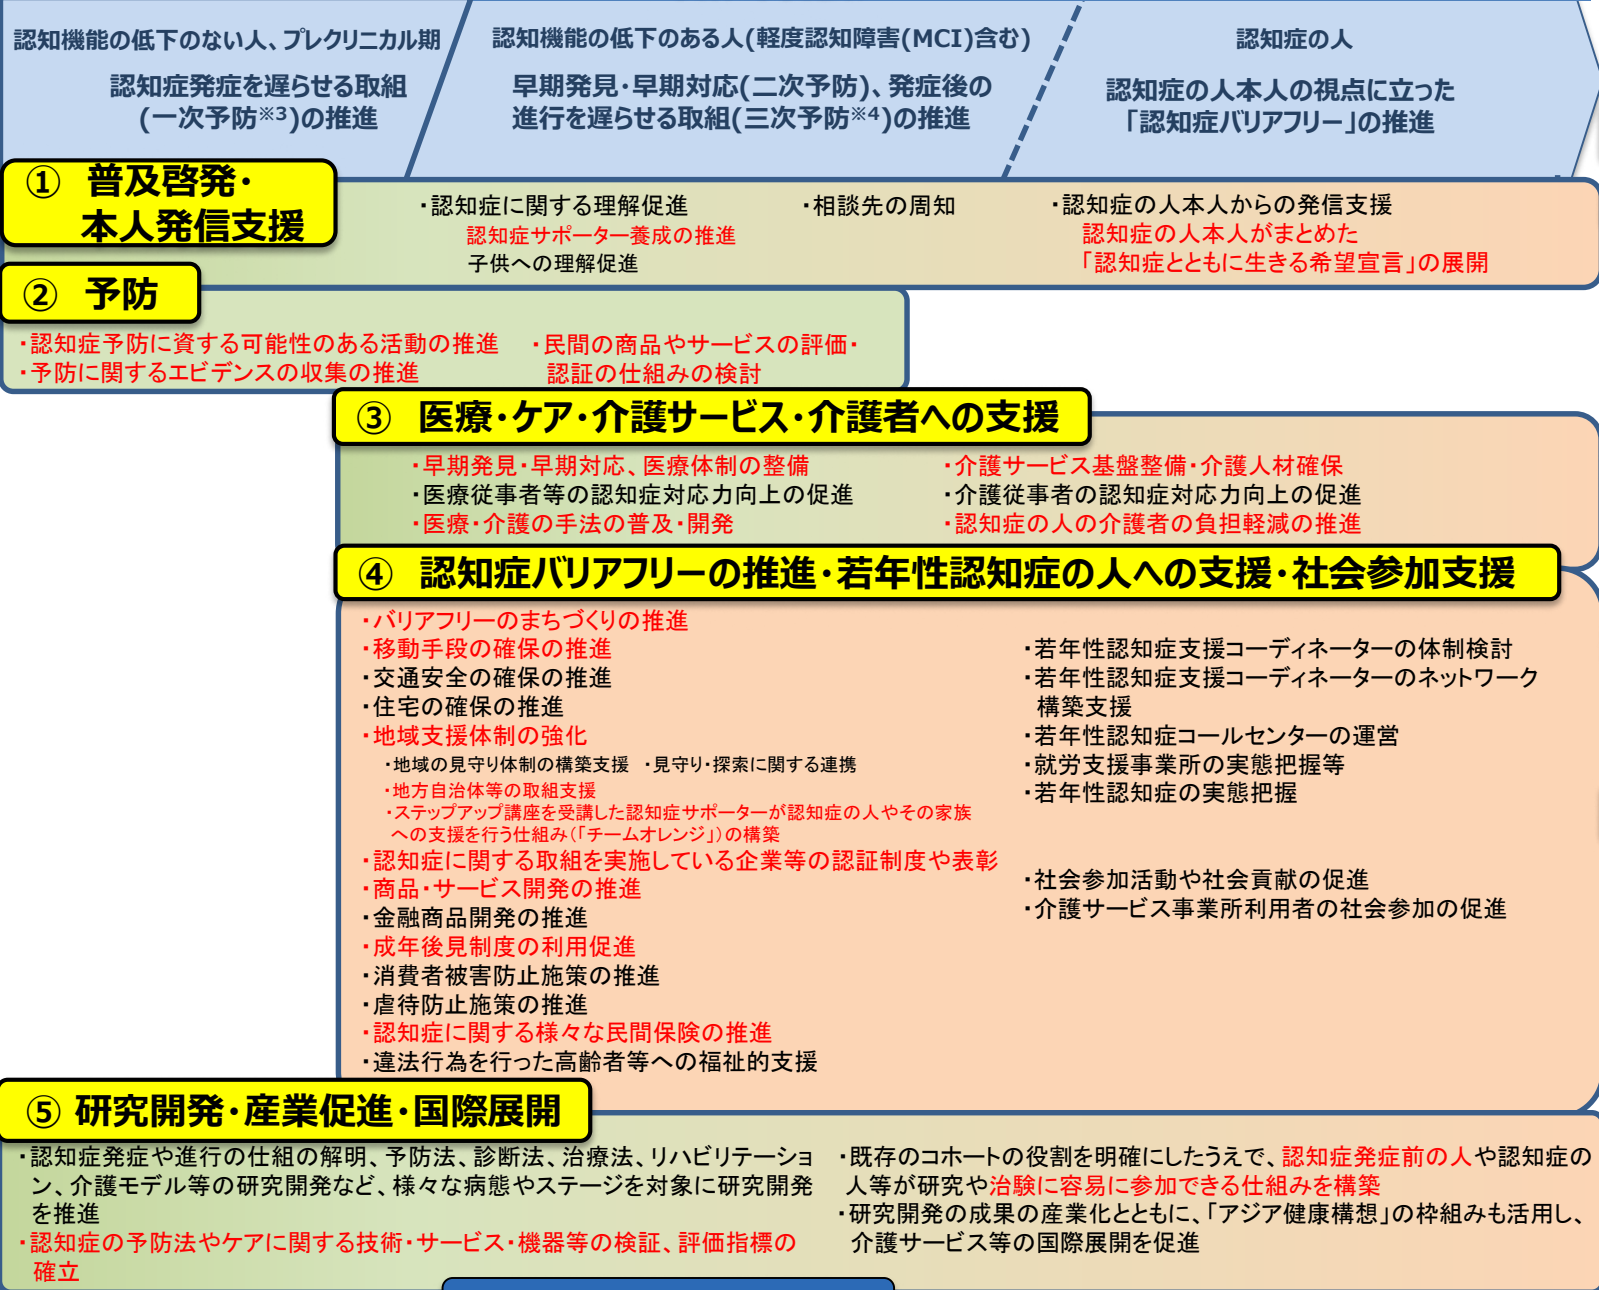 認知機能の低下のない人、プレクリニカル期
認知症発症を遅らせる取組
(一次予防※3)の推進
認知機能の低下のある人(軽度認知障害(MCI)含む)
早期発見・早期対応(二次予防)、発症後の
進行を遅らせる取組(三次予防※4)の推進
認知症の人
認知症の人本人の視点に立った
「認知症バリアフリー」の推進
① 普及啓発・
本人発信支援
・認知症に関する理解促進
認知症サポーター養成の推進
子供への理解促進
・相談先の周知
・認知症の人本人からの発信支援
認知症の人本人がまとめた
「認知症とともに生きる希望宣言」の展開
② 予防
・認知症予防に資する可能性のある活動の推進
・予防に関するエビデンスの収集の推進
・民間の商品やサービスの評価・
認証の仕組みの検討
③ 医療・ケア・介護サービス・介護者への支援
・早期発見・早期対応、医療体制の整備
・医療従事者等の認知症対応力向上の促進
・医療・介護の手法の普及・開発
・介護サービス基盤整備・介護人材確保
・介護従事者の認知症対応力向上の促進
・認知症の人の介護者の負担軽減の推進
④ 認知症バリアフリーの推進・若年性認知症の人への支援・社会参加支援
・バリアフリーのまちづくりの推進
・移動手段の確保の推進
・交通安全の確保の推進
・住宅の確保の推進
・地域支援体制の強化
・地域の見守り体制の構築支援 ・見守り・探索に関する連携
・地方自治体等の取組支援
・ステップアップ講座を受講した認知症サポーターが認知症の人やその家族
への支援を行う仕組み(「チームオレンジ」)の構築
・認知症に関する取組を実施している企業等の認証制度や表彰
・商品・サービス開発の推進
・金融商品開発の推進
・成年後見制度の利用促進
・消費者被害防止施策の推進
・虐待防止施策の推進
・認知症に関する様々な民間保険の推進
・違法行為を行った高齢者等への福祉的支援
・若年性認知症支援コーディネーターの体制検討
・若年性認知症支援コーディネーターのネットワーク
構築支援
・若年性認知症コールセンターの運営
・就労支援事業所の実態把握等
・若年性認知症の実態把握
・社会参加活動や社会貢献の促進
・介護サービス事業所利用者の社会参加の促進
⑤ 研究開発・産業促進・国際展開
・認知症発症や進行の仕組の解明、予防法、診断法、治療法、リハビリテーショ
ン、介護モデル等の研究開発など、様々な病態やステージを対象に研究開発
を推進
・認知症の予防法やケアに関する技術・サービス・機器等の検証、評価指標の
確立
・既存のコホートの役割を明確にしたうえで、認知症発症前の人や認知症の
人等が研究や治験に容易に参加できる仕組みを構築
・研究開発の成果の産業化とともに、「アジア健康構想」の枠組みも活用し、
介護サービス等の国際展開を促進